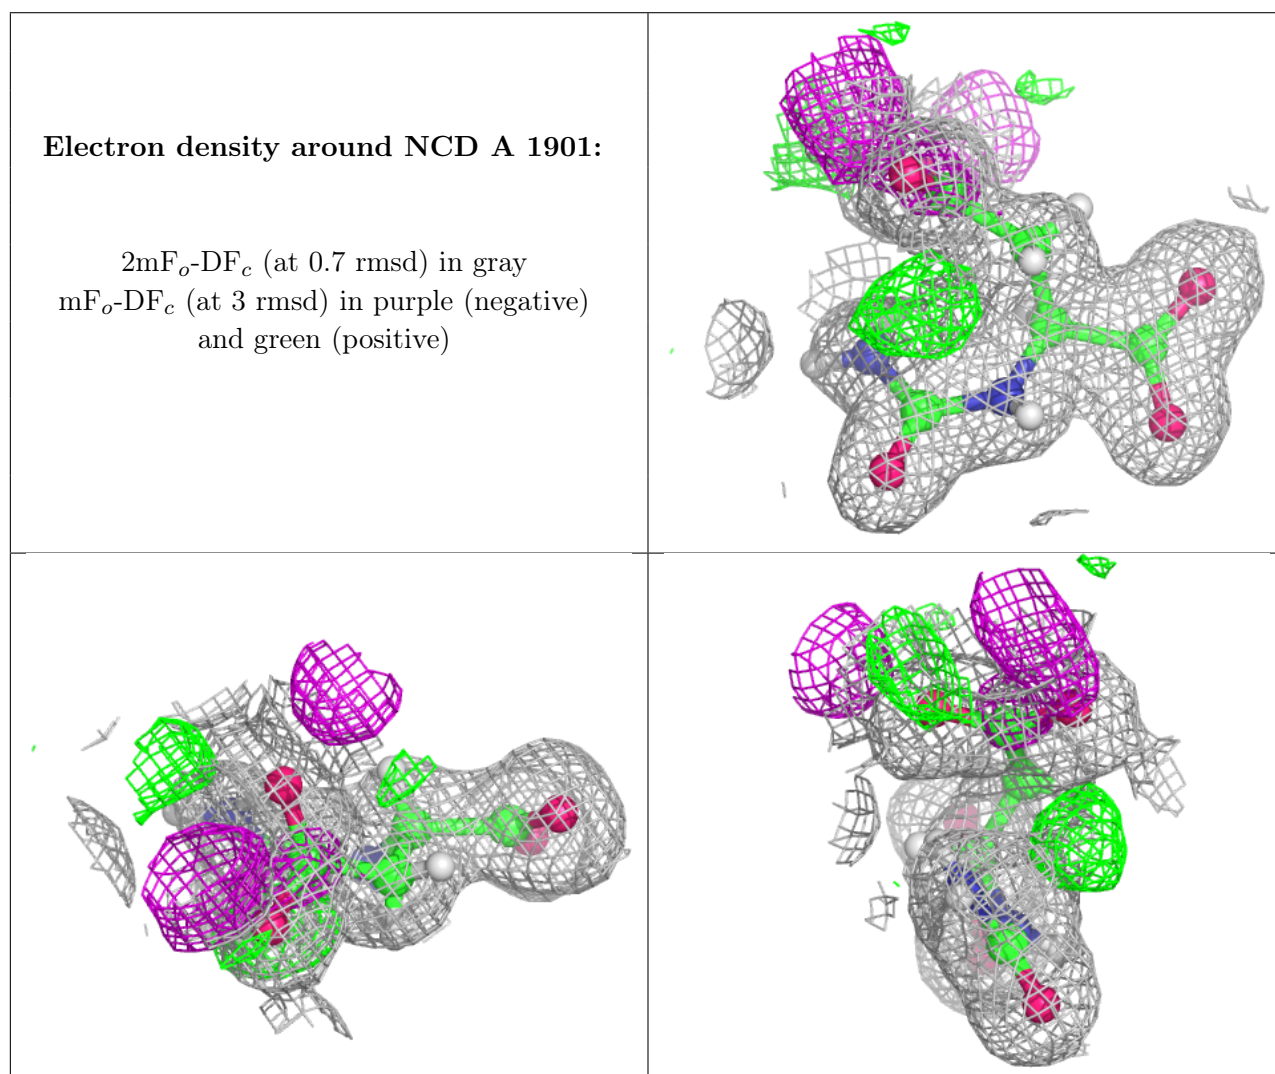 Electron density around NCD A 1901:
2mFo-DFc (at 0.7 rmsd) in gray
mFo-DFc (at 3 rmsd) in purple (negative)
and green (positive)